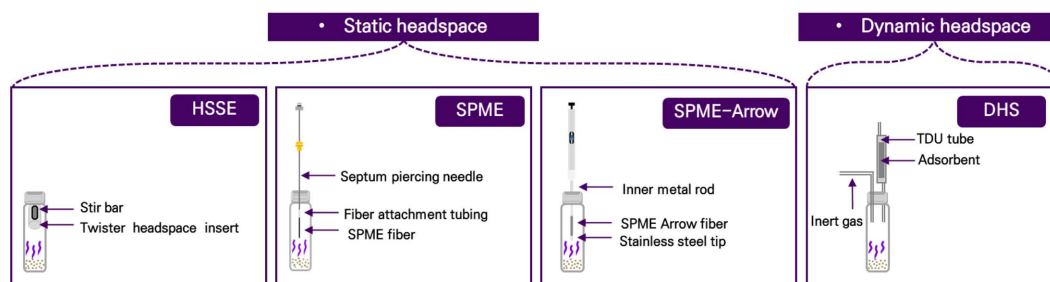 • Static headspace
• Dynamic headspace
HSSE
Stir bar
Twister headspace insert
SPME
Septum piercing needle
Fiber attachment tubing
SPME fiber
SPME-Arrow
Inner metal rod
SPME Arrow fiber
Stainless steel tip
DHS
TDU tube
Adsorbent
Inert gas